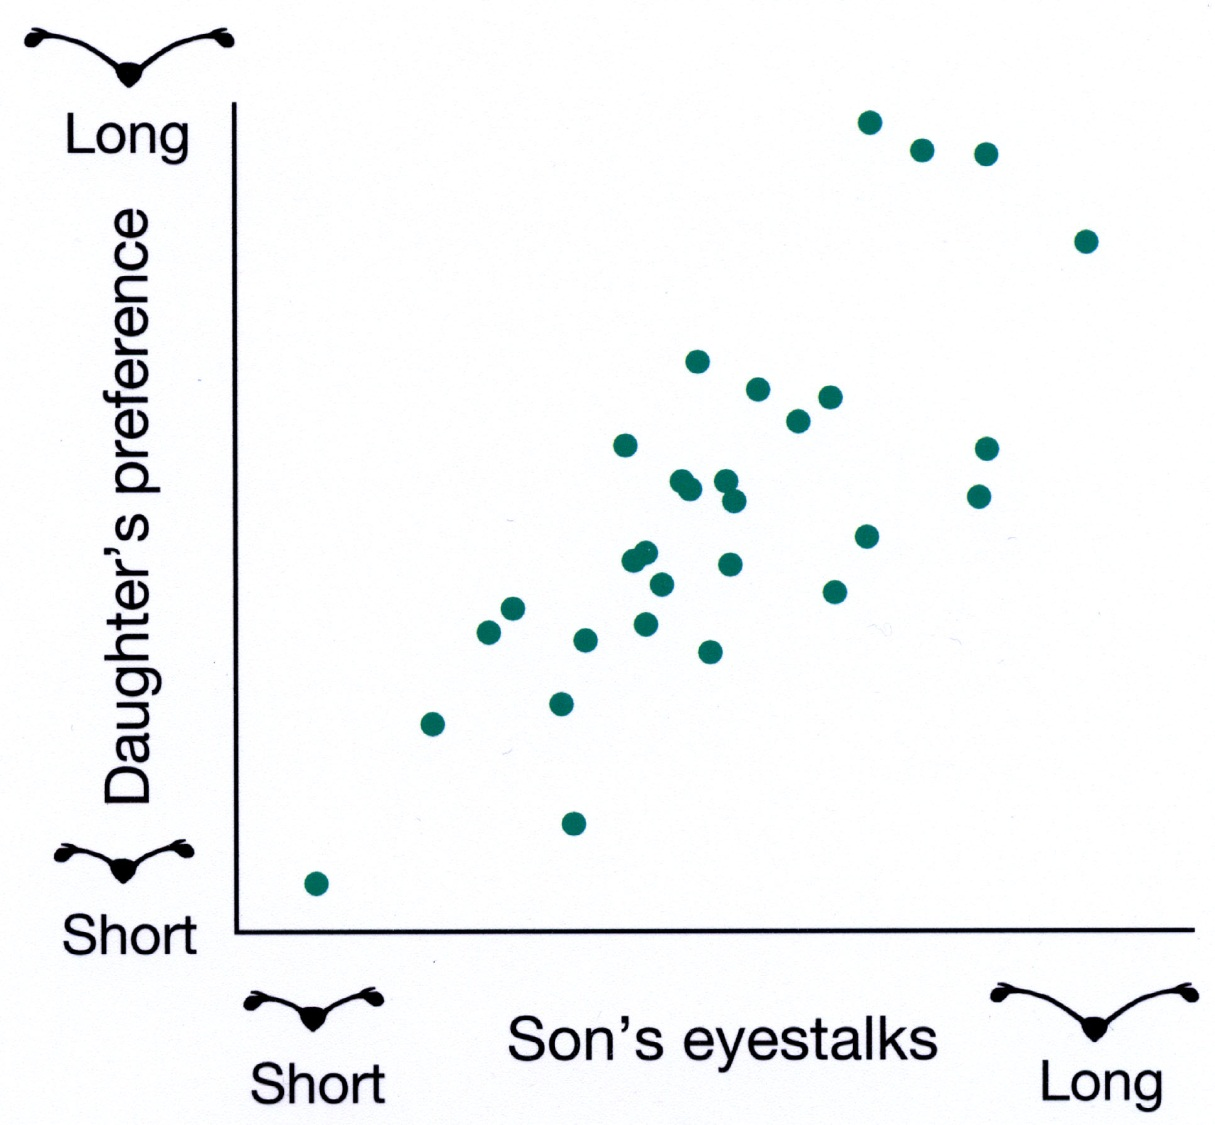 Long
Daughter’s preference
Short
Short
Son’s eyestalks
Long